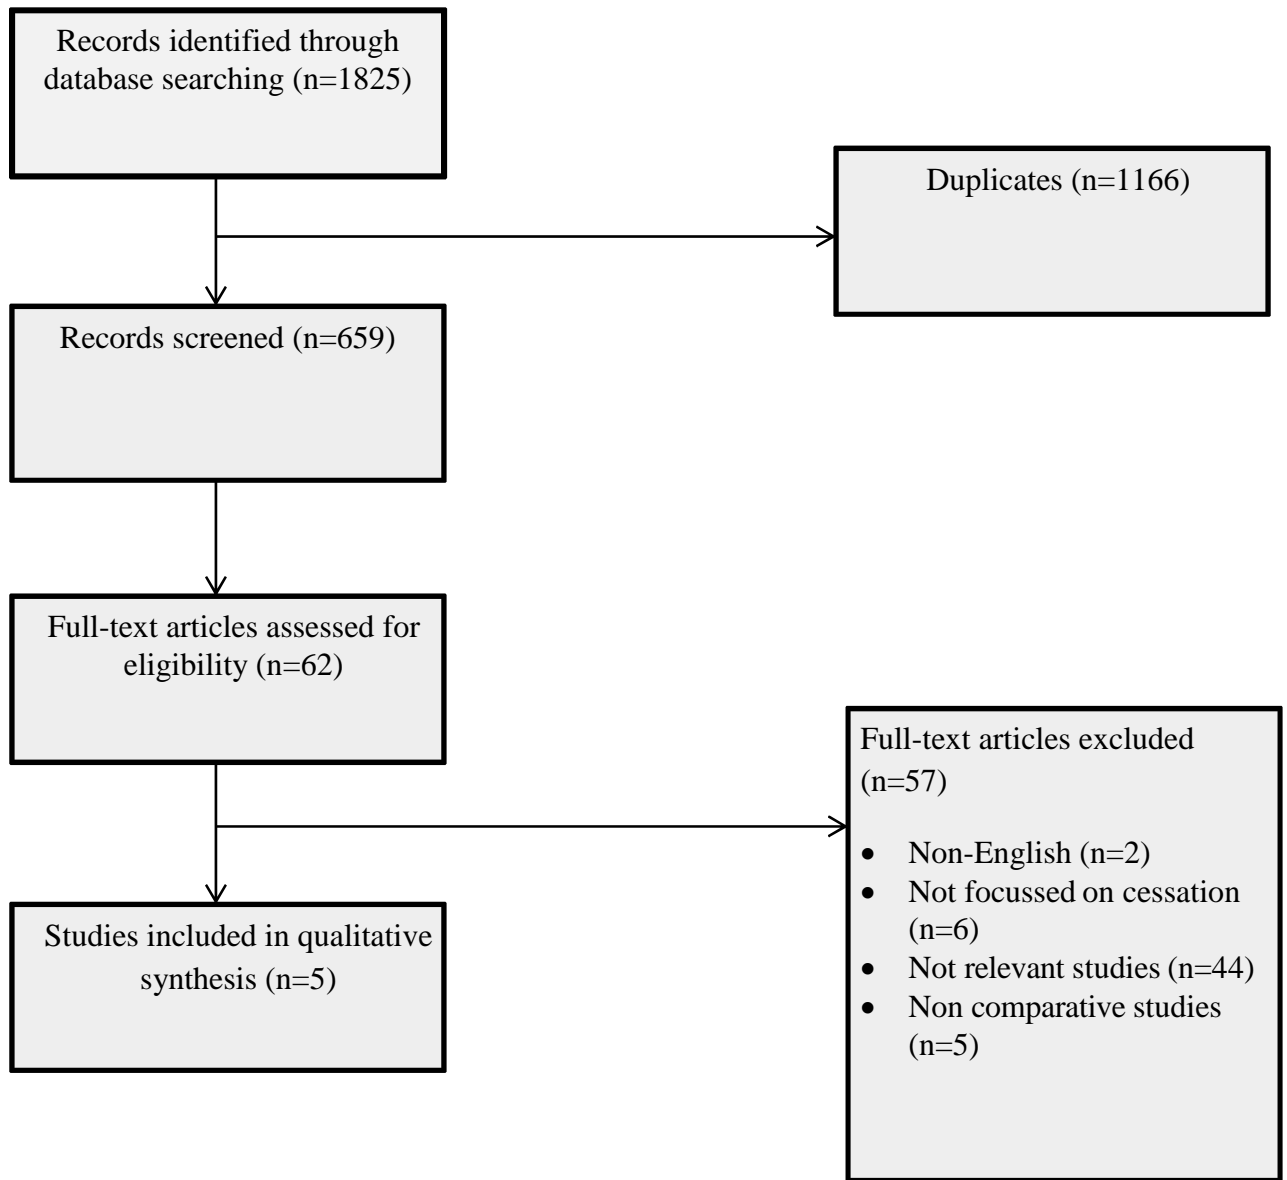 Records identified through
database searching (n=1825)
Duplicates (n=1166)
Records screened (n=659)
Full-text articles assessed for
eligibility (n=62)
Full-text articles excluded
(n=57)
• Non-English (n=2)
• Not focussed on cessation
(n=6)
• Not relevant studies (n=44)
• Non comparative studies
(n=5)
Studies included in qualitative
synthesis (n=5)